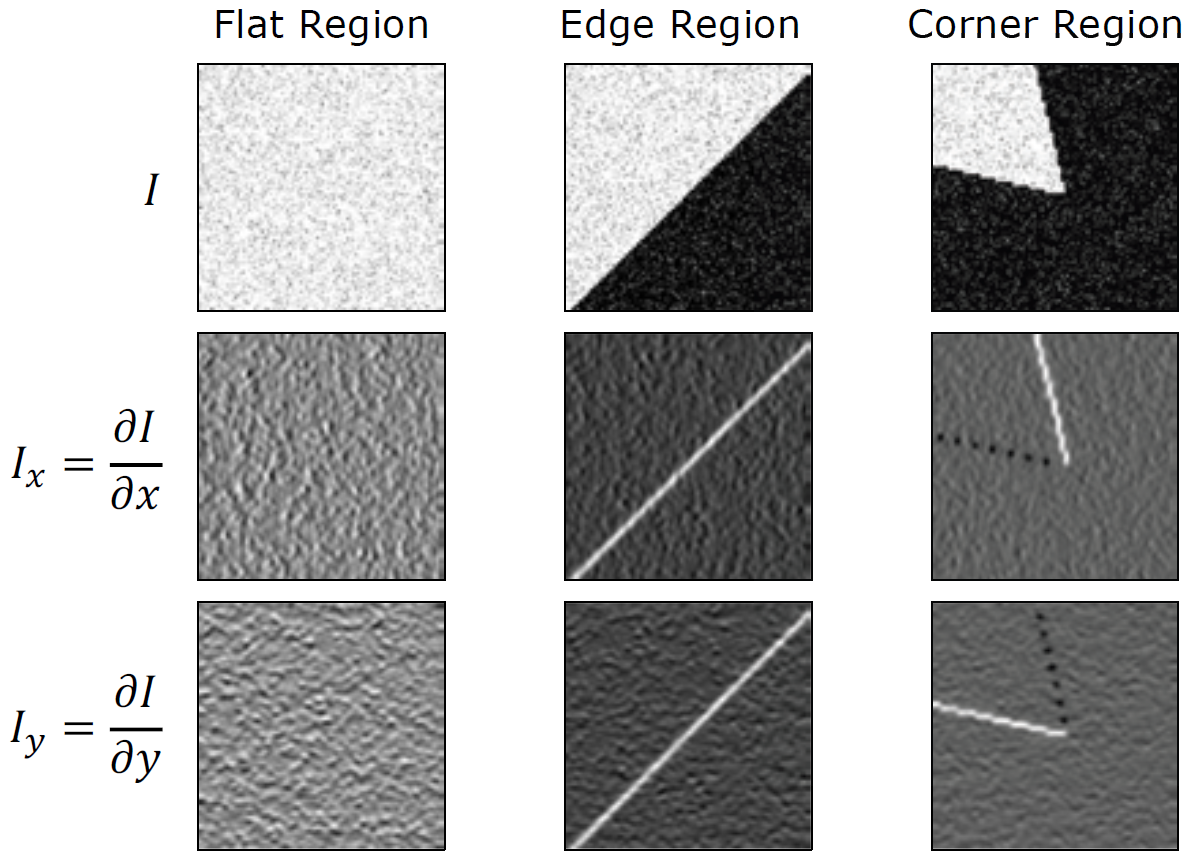 Flat Region Edge Region Corner Region
I
I_x = ∂I/∂x
I_y = ∂I/∂y